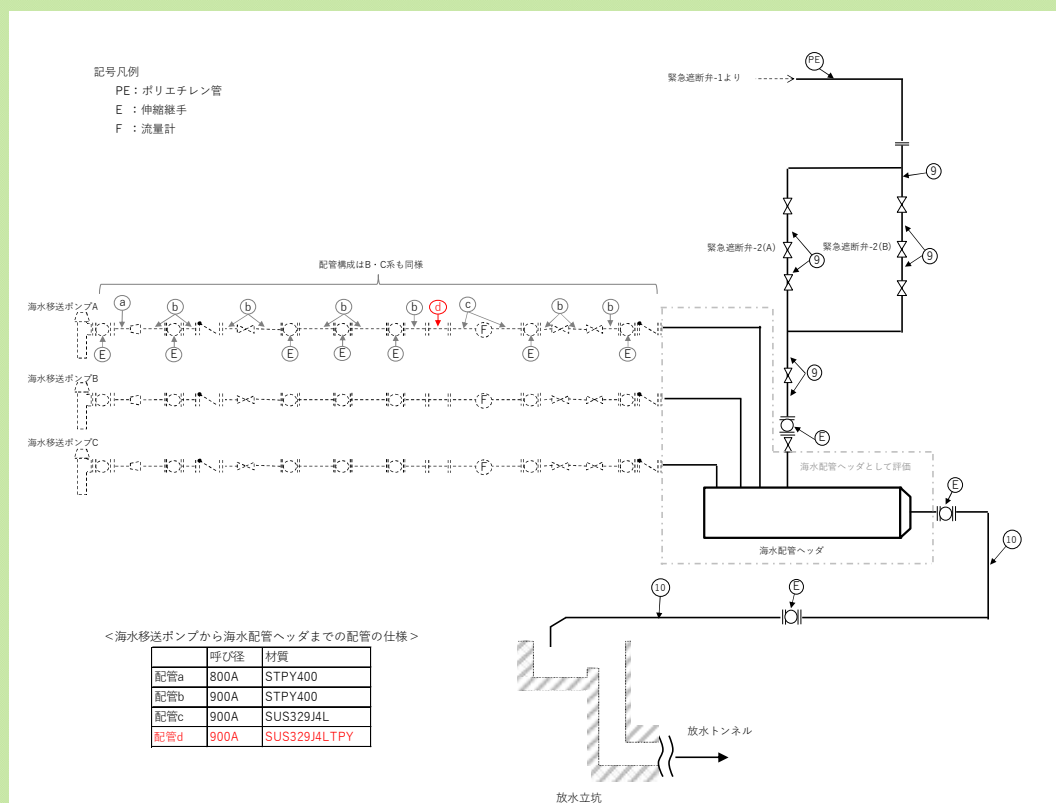 記号凡例
PE：ポリエチレン管
E ：伸縮継手
F ：流量計
緊急遮断弁-1より
PE
9
緊急遮断弁-2(A)
緊急遮断弁-2(B)
9
9
配管構成はB・C系も同様
海水移送ポンプA
a
b
b
b
b
d
c
b
b
F
E
E
E
E
E
E
E
海水移送ポンプB
F
9
E
海水移送ポンプC
F
海水配管ヘッダとして評価
E
海水配管ヘッダ
10
10
E
＜海水移送ポンプから海水配管ヘッダまでの配管の仕様＞
呼び径 材質
配管a 800A STPY400
配管b 900A STPY400
配管c 900A SUS329J4L
配管d 900A SUS329J4LTPY
放水トンネル
放水立坑